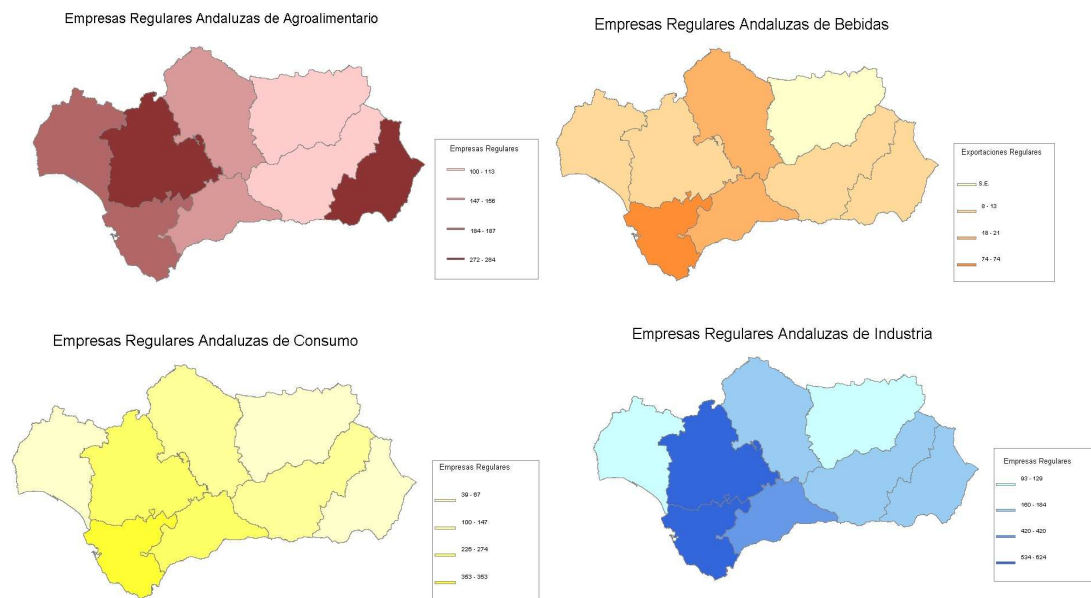 Empresas Regulares Andaluzas de Agroalimentario
Empresas Regulares
100 - 113
147 - 156
184 - 187
272 - 284
Empresas Regulares Andaluzas de Bebidas
Exportaciones Regulares
S.E.
8 - 13
18 - 21
74 - 74
Empresas Regulares Andaluzas de Consumo
Empresas Regulares
39 - 67
100 - 147
226 - 274
353 - 353
Empresas Regulares Andaluzas de Industria
Empresas Regulares
93 - 129
160 - 184
420 - 420
534 - 624